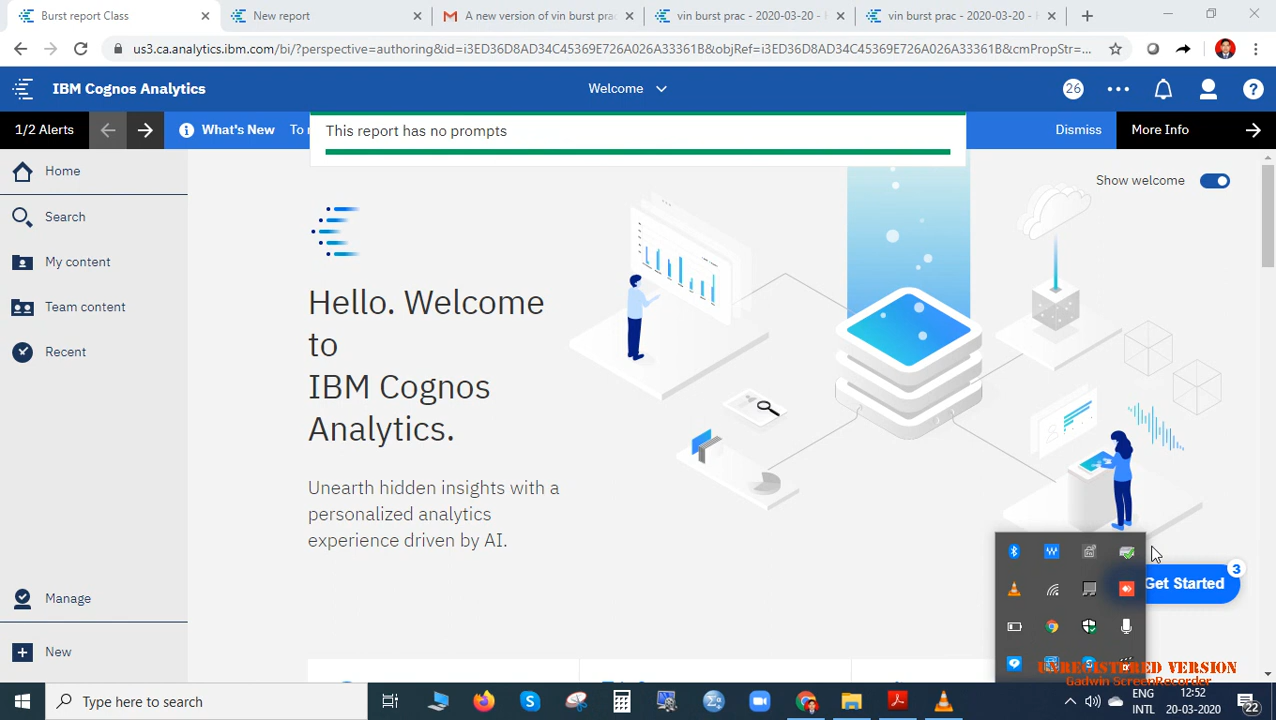 Burst report Class
New report
A new version of vin burst pra
vin burst prac - 2020-03-20 -
vin burst prac - 2020-03-20 -
us3.ca.analytics.ibm.com/bi/?perspective=authoring&id=i3ED36D8AD34C45369E726A026A33361B&objRef=i3ED36D8AD34C45369E726A026A33361B&cmPropStr=...
IBM Cognos Analytics
Welcome
26
1/2 Alerts
What's New
To
This report has no prompts
Dismiss
More Info
Home
Show welcome
Search
My content
Team content
Recent
Hello. Welcome
to
IBM Cognos
Analytics.
Unearth hidden insights with a
personalized analytics
experience driven by AI.
3
Get Started
Manage
New
UNREGISTERED VERSION
Gadwin ScreenRecorder
Type here to search
ENG
INTL
12:52
20-03-2020
22